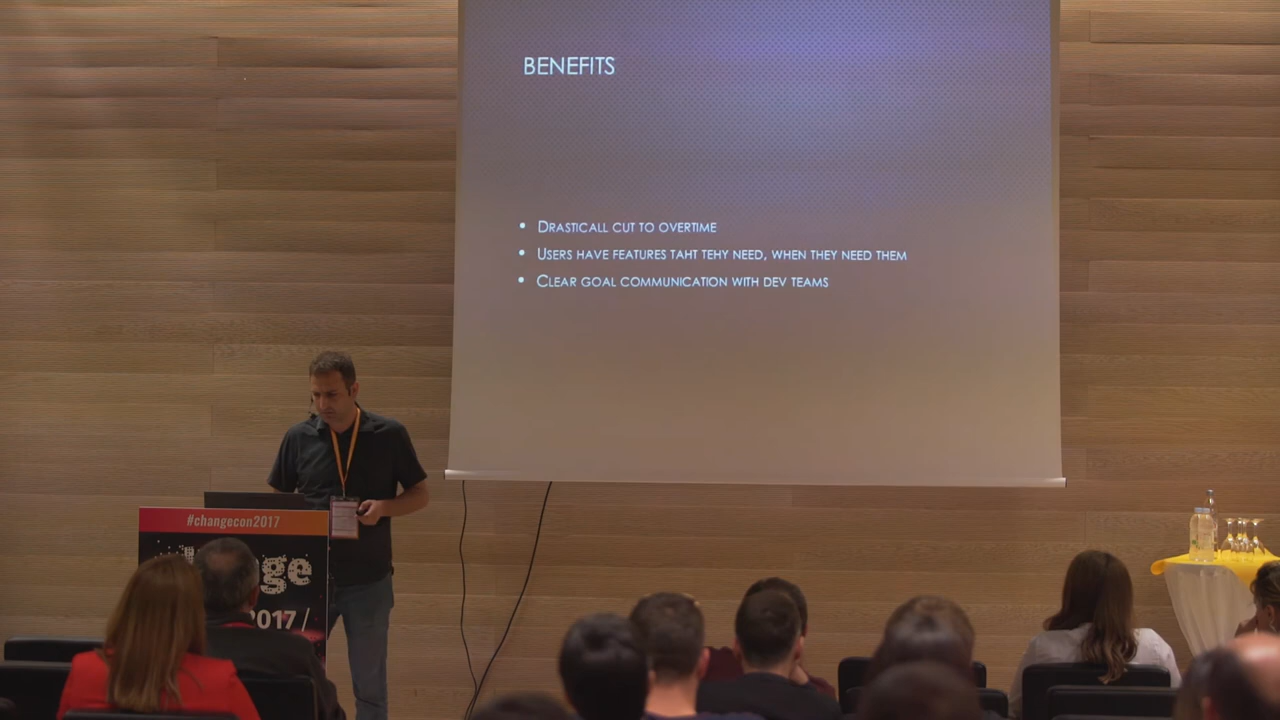 BENEFITS
• DRASTICALL CUT TO OVERTIME
• USERS HAVE FEATURES TAHT TEHY NEED, WHEN THEY NEED THEM
• CLEAR GOAL COMMUNICATION WITH DEV TEAMS
#changecon2017
2017/